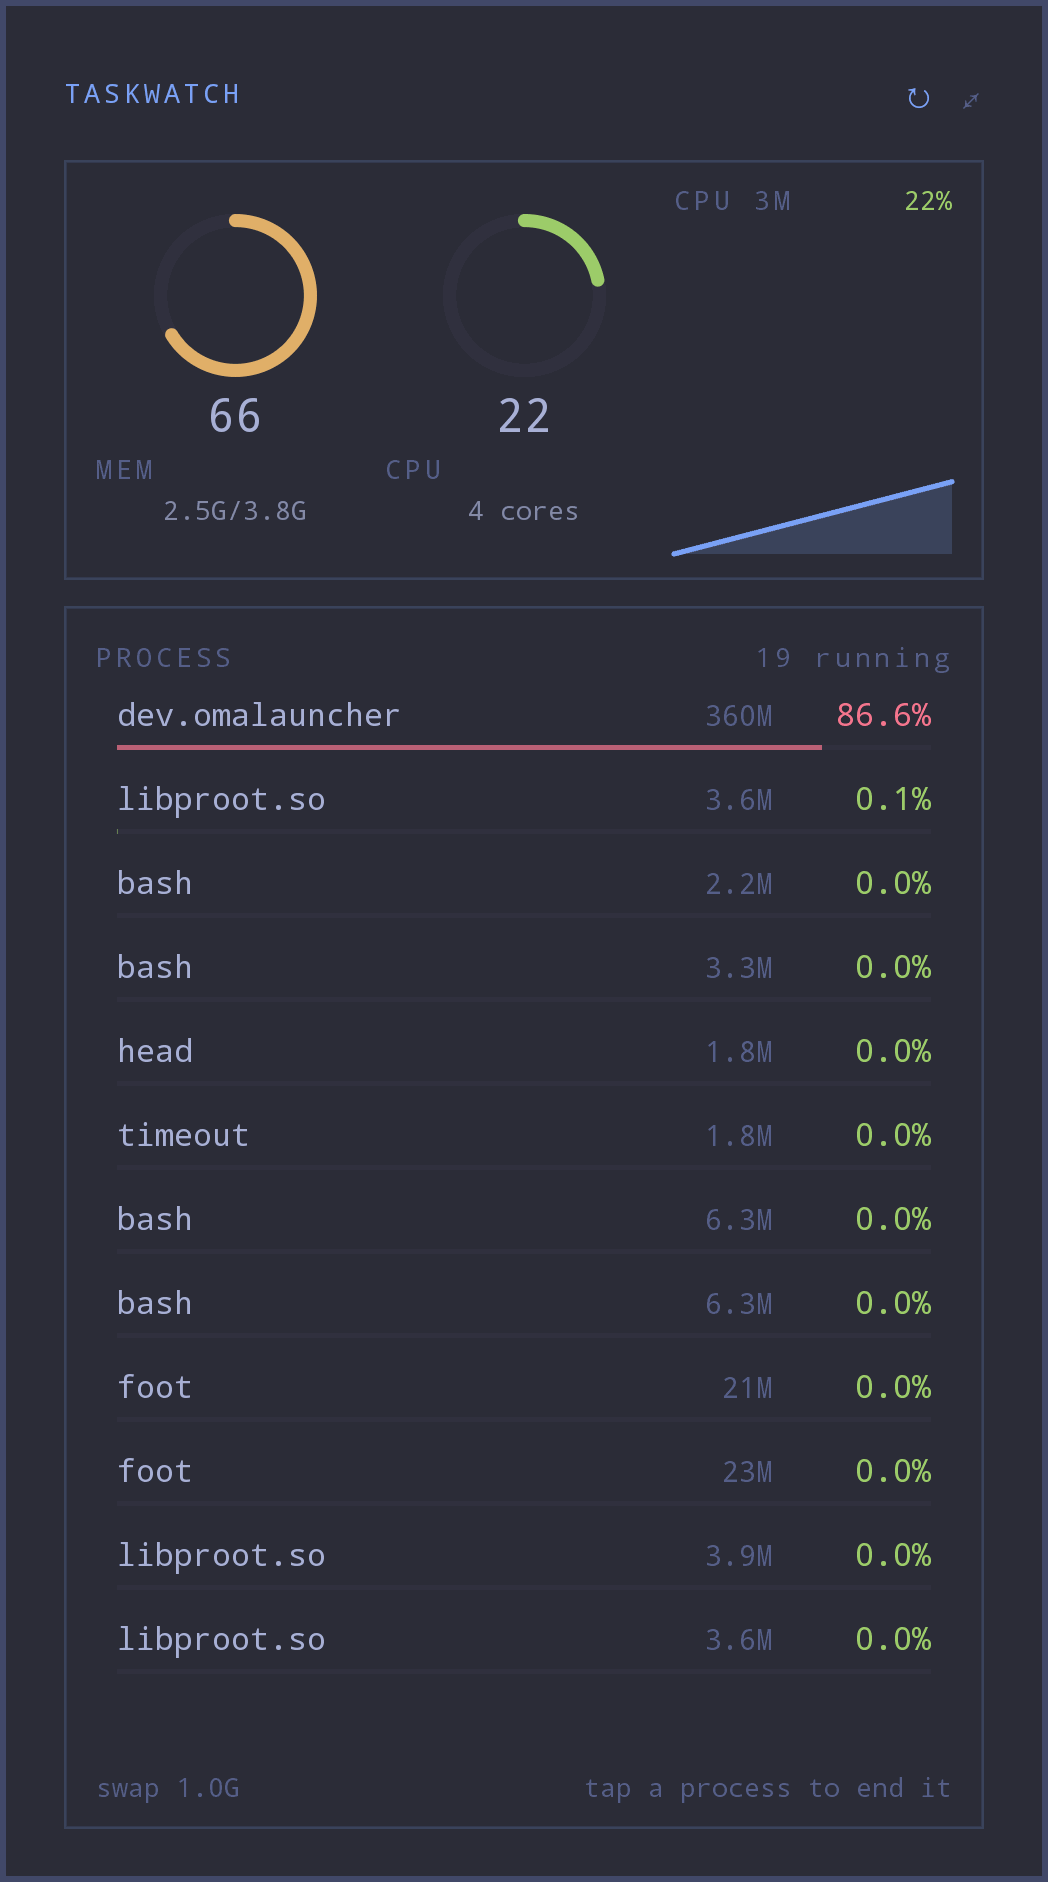 TASKWATCH
CPU 3M 22%
66 22
MEM CPU
2.5G/3.8G 4 cores
PROCESS 19 running
dev.omalauncher 360M 86.6%
libproot.so 3.6M 0.1%
bash 2.2M 0.0%
bash 3.3M 0.0%
head 1.8M 0.0%
timeout 1.8M 0.0%
bash 6.3M 0.0%
bash 6.3M 0.0%
foot 21M 0.0%
foot 23M 0.0%
libproot.so 3.9M 0.0%
libproot.so 3.6M 0.0%
swap 1.0G tap a process to end it